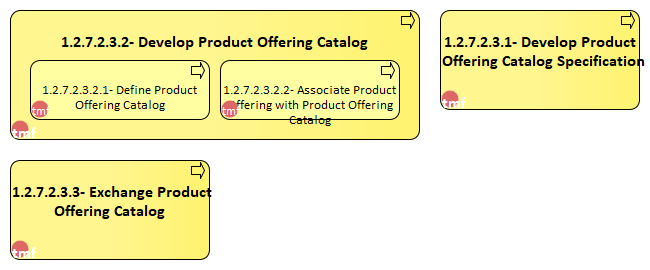 1.2.7.2.3.2- Develop Product Offering Catalog
1.2.7.2.3.2.1- Define Product
Offering Catalog
tmf
1.2.7.2.3.2.2- Associate Product
Offering with Product Offering
Catalog
tmf
tmf
1.2.7.2.3.1- Develop Product
Offering Catalog Specification
tmf
1.2.7.2.3.3- Exchange Product
Offering Catalog
tmf